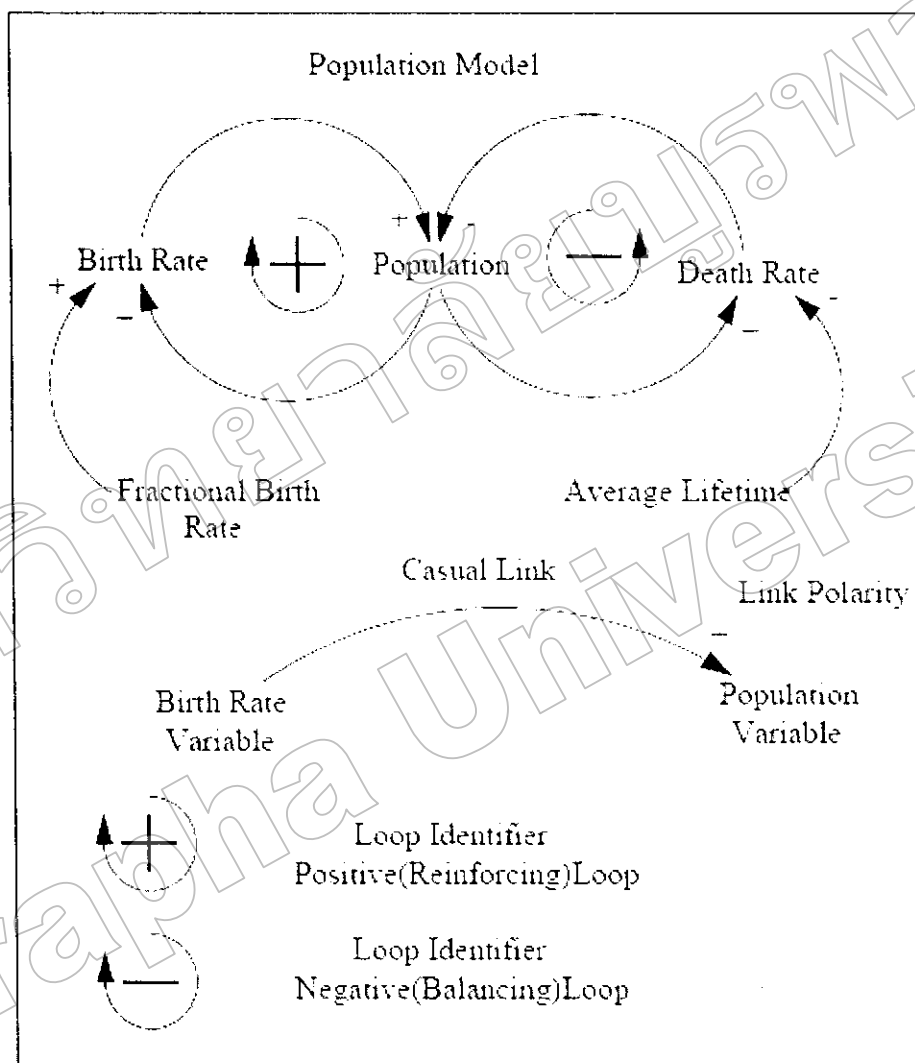 Population Model
+
-
Birth Rate
+
Population
−
Death Rate
+
−
−
-
Fractional Birth
Rate
Average Lifetime
Casual Link
Link Polarity
−
Birth Rate
Variable
Population
Variable
+
Loop Identifier
Positive(Reinforcing)Loop
−
Loop Identifier
Negative(Balancing)Loop